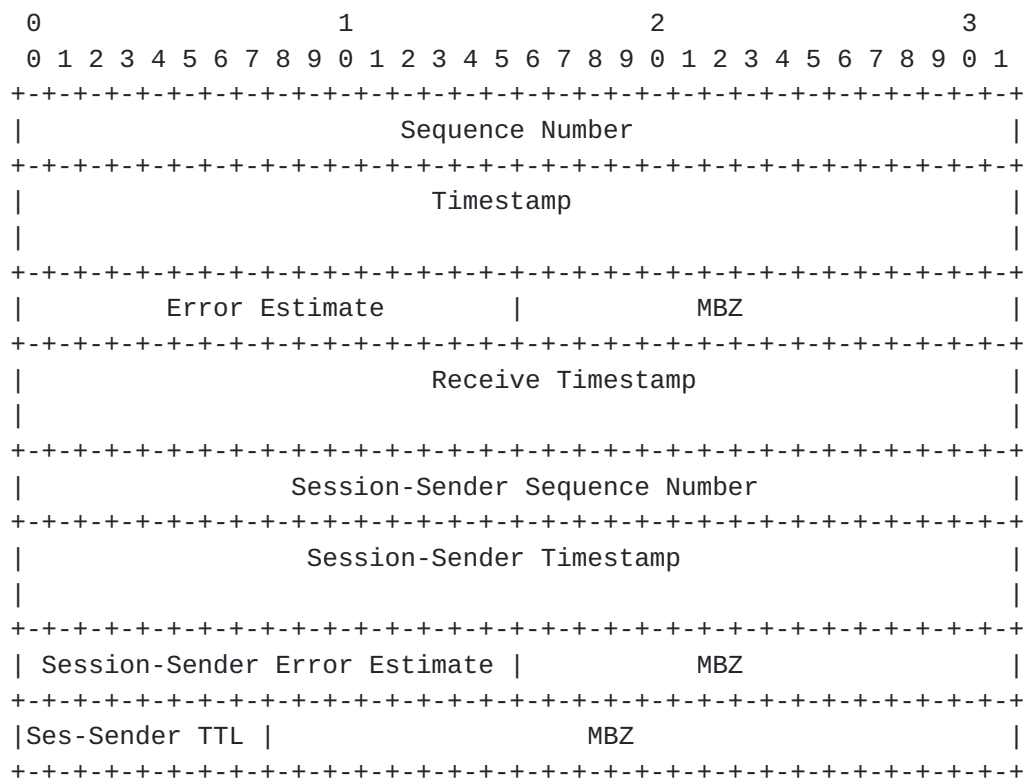 0                   1                   2                   3
 0 1 2 3 4 5 6 7 8 9 0 1 2 3 4 5 6 7 8 9 0 1 2 3 4 5 6 7 8 9 0 1
+-+-+-+-+-+-+-+-+-+-+-+-+-+-+-+-+-+-+-+-+-+-+-+-+-+-+-+-+-+-+-+-+
|                        Sequence Number                        |
+-+-+-+-+-+-+-+-+-+-+-+-+-+-+-+-+-+-+-+-+-+-+-+-+-+-+-+-+-+-+-+-+
|                          Timestamp                            |
|                                                               |
+-+-+-+-+-+-+-+-+-+-+-+-+-+-+-+-+-+-+-+-+-+-+-+-+-+-+-+-+-+-+-+-+
|         Error Estimate        |           MBZ                 |
+-+-+-+-+-+-+-+-+-+-+-+-+-+-+-+-+-+-+-+-+-+-+-+-+-+-+-+-+-+-+-+-+
|                          Receive Timestamp                    |
|                                                               |
+-+-+-+-+-+-+-+-+-+-+-+-+-+-+-+-+-+-+-+-+-+-+-+-+-+-+-+-+-+-+-+-+
|                 Session-Sender Sequence Number                |
+-+-+-+-+-+-+-+-+-+-+-+-+-+-+-+-+-+-+-+-+-+-+-+-+-+-+-+-+-+-+-+-+
|                  Session-Sender Timestamp                     |
|                                                               |
+-+-+-+-+-+-+-+-+-+-+-+-+-+-+-+-+-+-+-+-+-+-+-+-+-+-+-+-+-+-+-+-+
| Session-Sender Error Estimate |           MBZ                 |
+-+-+-+-+-+-+-+-+-+-+-+-+-+-+-+-+-+-+-+-+-+-+-+-+-+-+-+-+-+-+-+-+
|Ses-Sender TTL |                    MBZ                        |
+-+-+-+-+-+-+-+-+-+-+-+-+-+-+-+-+-+-+-+-+-+-+-+-+-+-+-+-+-+-+-+-+